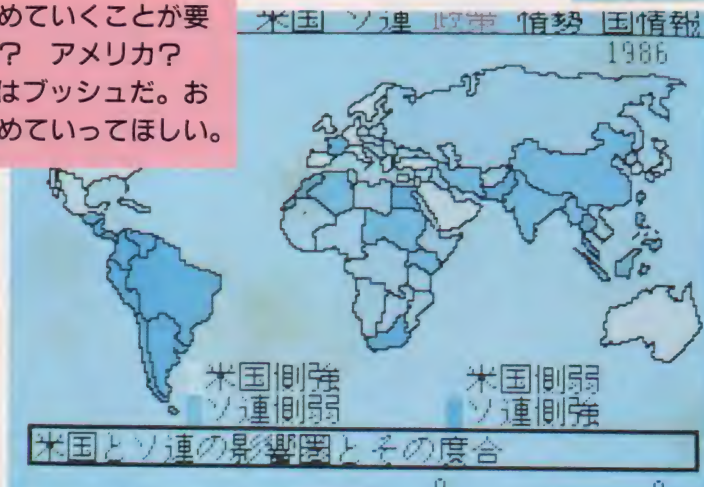 めていくことが要
? アメリカ?
はブッシュだ。お
めていってほしい。
米国 ソ連 政策 情勢 国情報
1986
米国側強
ソ連側弱
米国側弱
ソ連側強
米国とソ連の影響圏とその度合